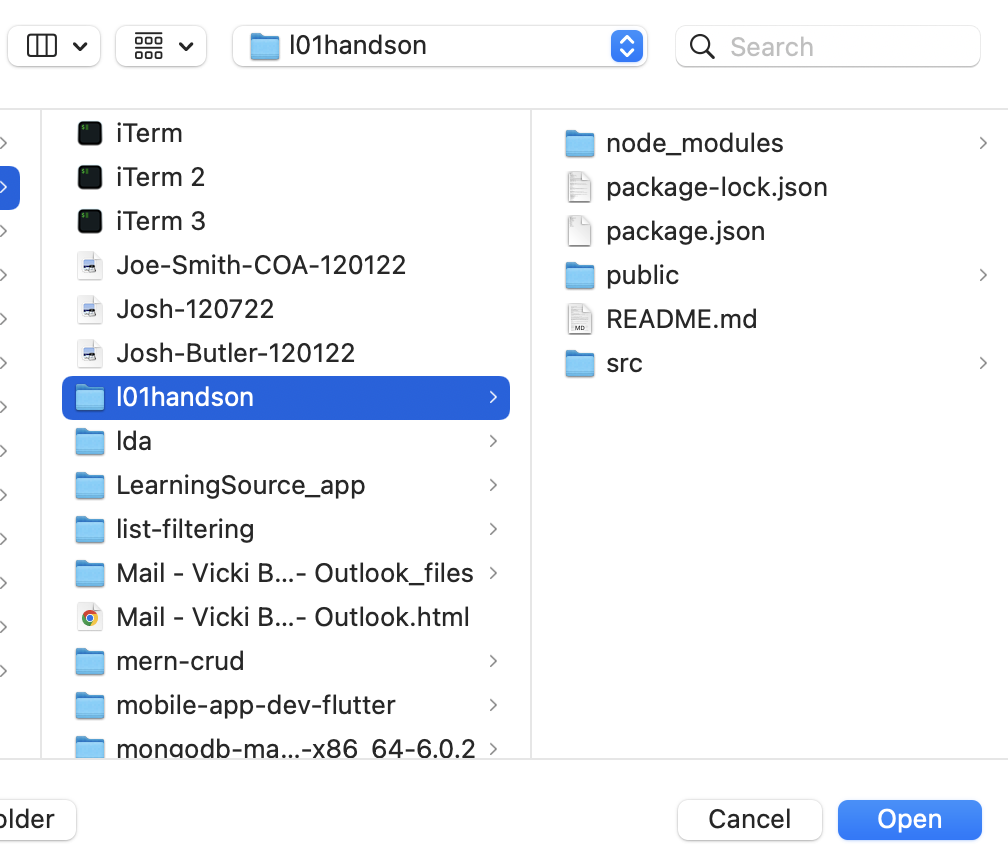 l01handson
Search
iTerm
iTerm 2
iTerm 3
Joe-Smith-COA-120122
Josh-120722
Josh-Butler-120122
l01handson
lda
LearningSource_app
list-filtering
Mail - Vicki B...- Outlook_files
Mail - Vicki B...- Outlook.html
mern-crud
mobile-app-dev-flutter
mongodb-ma...-x86_64-6.0.2
node_modules
package-lock.json
package.json
public
README.md
src
older
Cancel
Open